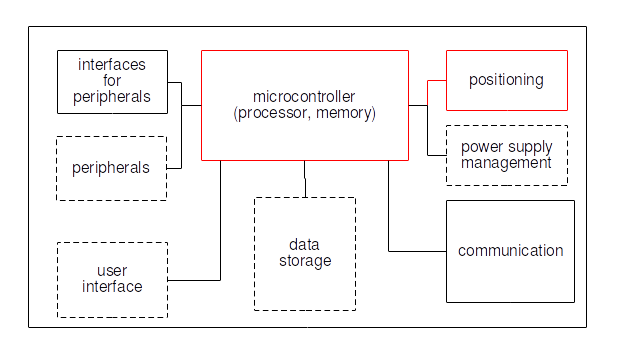 interfaces
for
peripherals
microcontroller
(processor, memory)
positioning
peripherals
power supply
management
user
interface
data
storage
communication